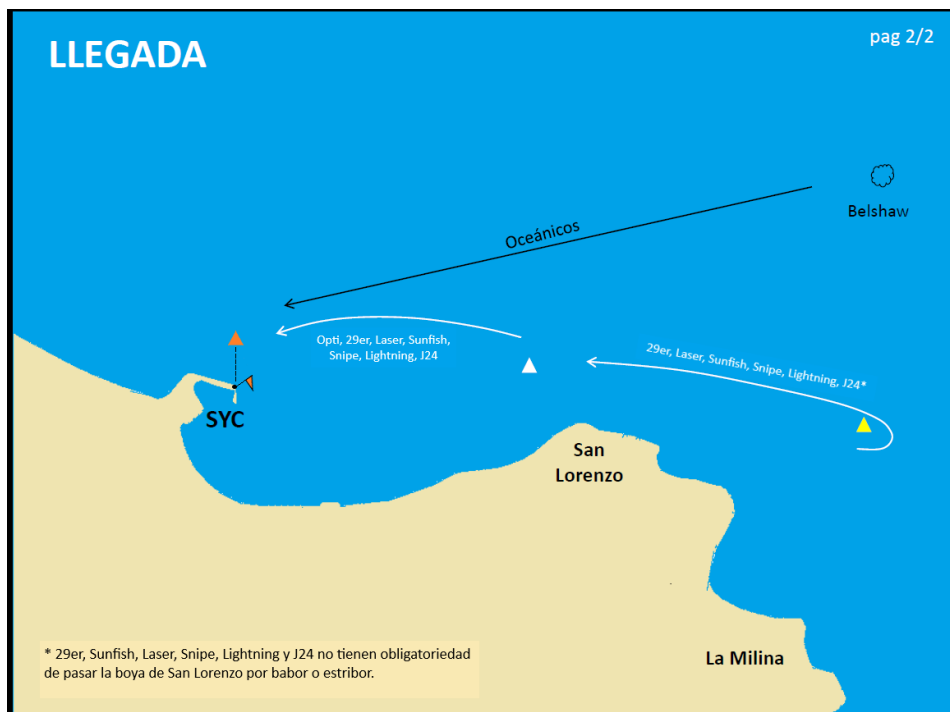 LLEGADA
pag 2/2
Belshaw
Oceánicos
Opti, 29er, Laser, Sunfish,
Snipe, Lightning, J24
29er, Laser, Sunfish, Snipe, Lightning, J24*
SYC
San
Lorenzo
La Milina
* 29er, Sunfish, Laser, Snipe, Lightning y J24 no tienen obligatoriedad
de pasar la boya de San Lorenzo por babor o estribor.